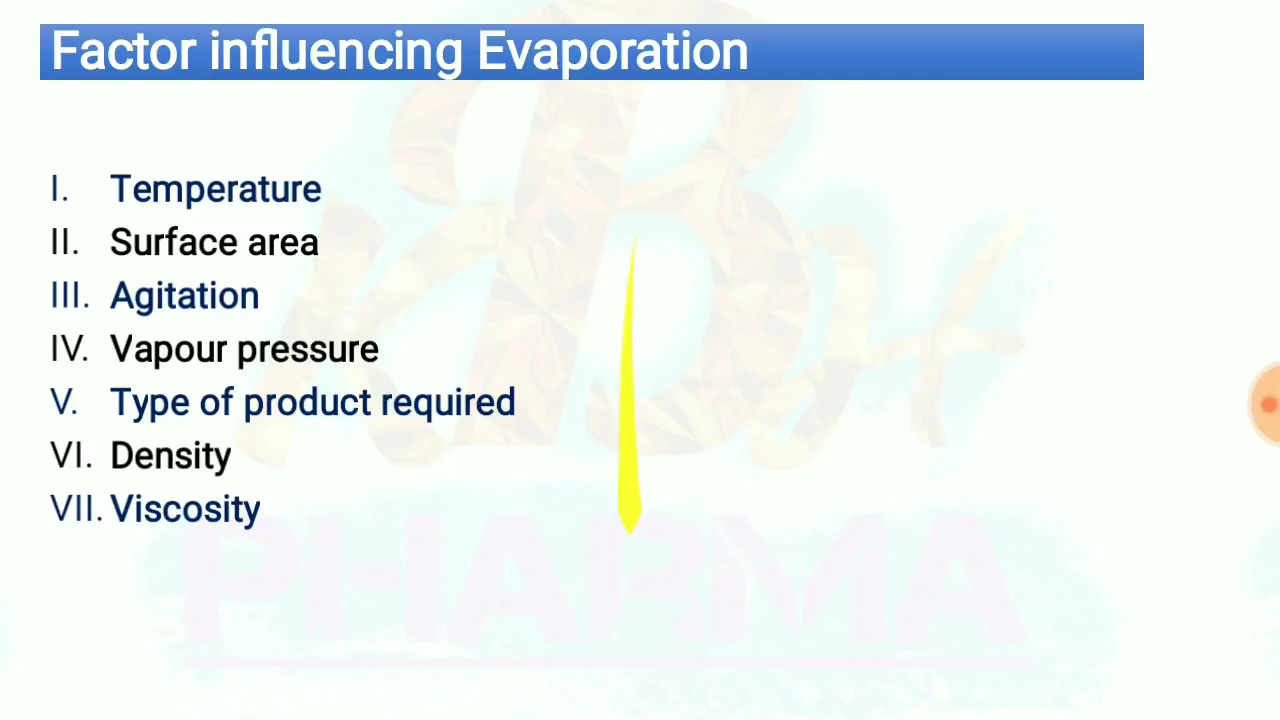 Factor influencing Evaporation
I. Temperature
II. Surface area
III. Agitation
IV. Vapour pressure
V. Type of product required
VI. Density
VII. Viscosity
PHARMA